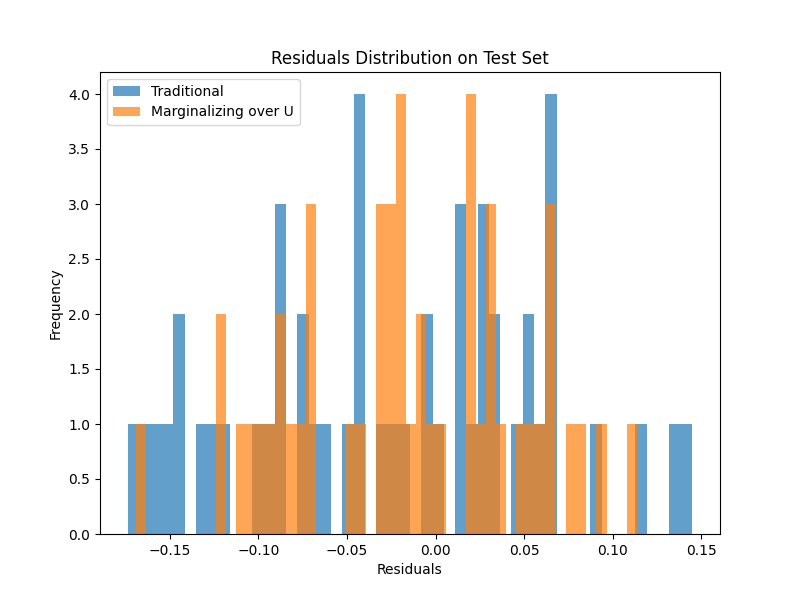 Residuals Distribution on Test Set
Traditional
Marginalizing over U
Frequency
4.0
3.5
3.0
2.5
2.0
1.5
1.0
0.5
0.0
−0.15 −0.10 −0.05 0.00 0.05 0.10 0.15
Residuals